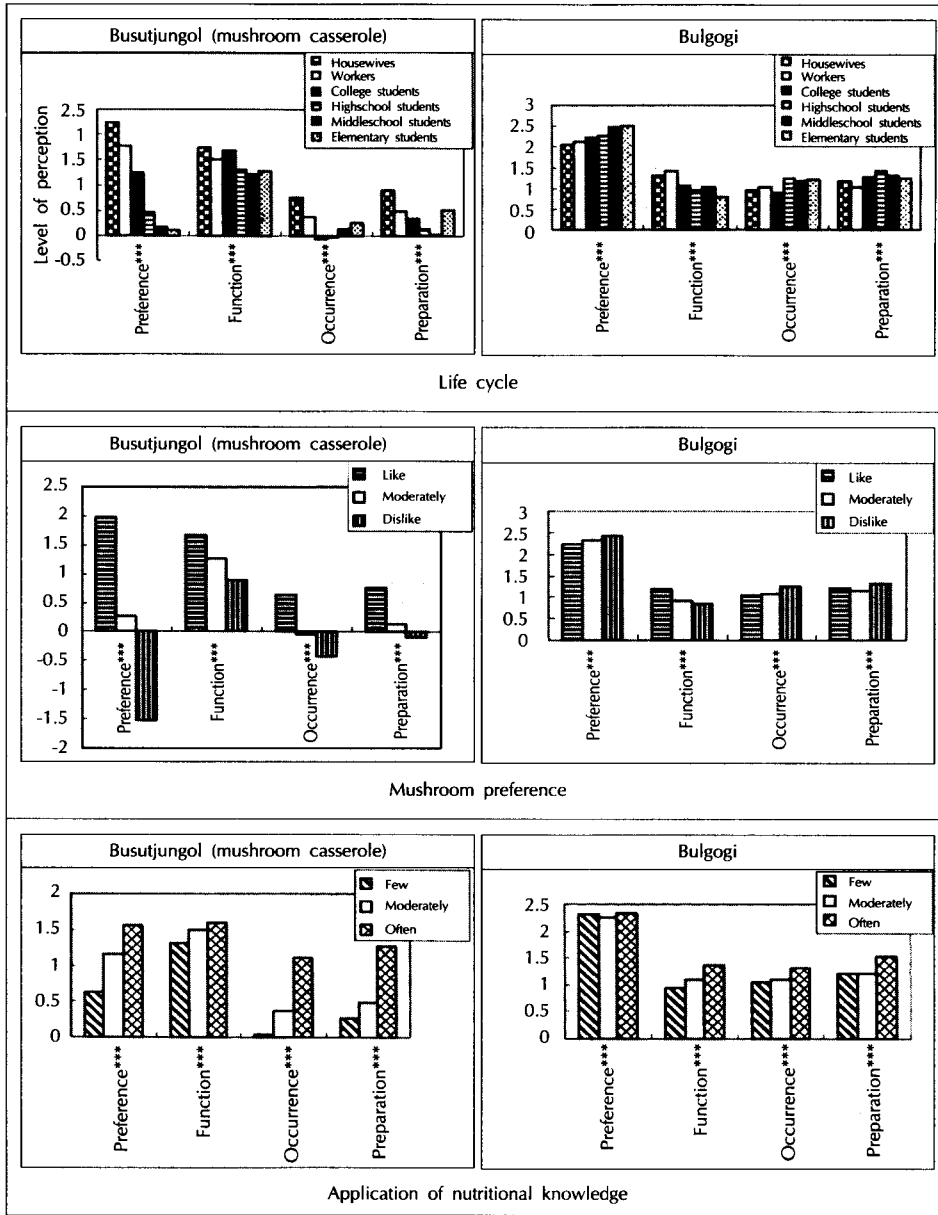 Busutjungol (mushroom casserole)
Housewives
Workers
College students
Highschool students
Middleschool students
Elementary students
Level of perception
2.5
1
1.5
1
0.5
0
-0.5
Preference***
Function***
Occurrence***
Preparation***
Bulgogi
Housewives
Workers
College students
Highschool students
Middleschool students
Elementary students
3
2.5
2
1.5
1
0.5
0
Preference***
Function***
Occurrence***
Preparation***
Life cycle
Busutjungol (mushroom casserole)
Like
Moderately
Dislike
2.5
2
1.5
1
0.5
0
-0.5
-1
-1.5
-2
Preference***
Function***
Occurrence***
Preparation***
Bulgogi
Like
Moderately
Dislike
3
2.5
2
1.5
1
0.5
0
Preference***
Function***
Occurrence***
Preparation***
Mushroom preference
Busutjungol (mushroom casserole)
Few
Moderately
Often
2
1.5
1
0.5
0
Preference***
Function***
Occurrence***
Preparation***
Bulgogi
Few
Moderately
Often
2.5
2
1.5
1
0.5
0
Preference***
Function***
Occurrence***
Preparation***
Application of nutritional knowledge